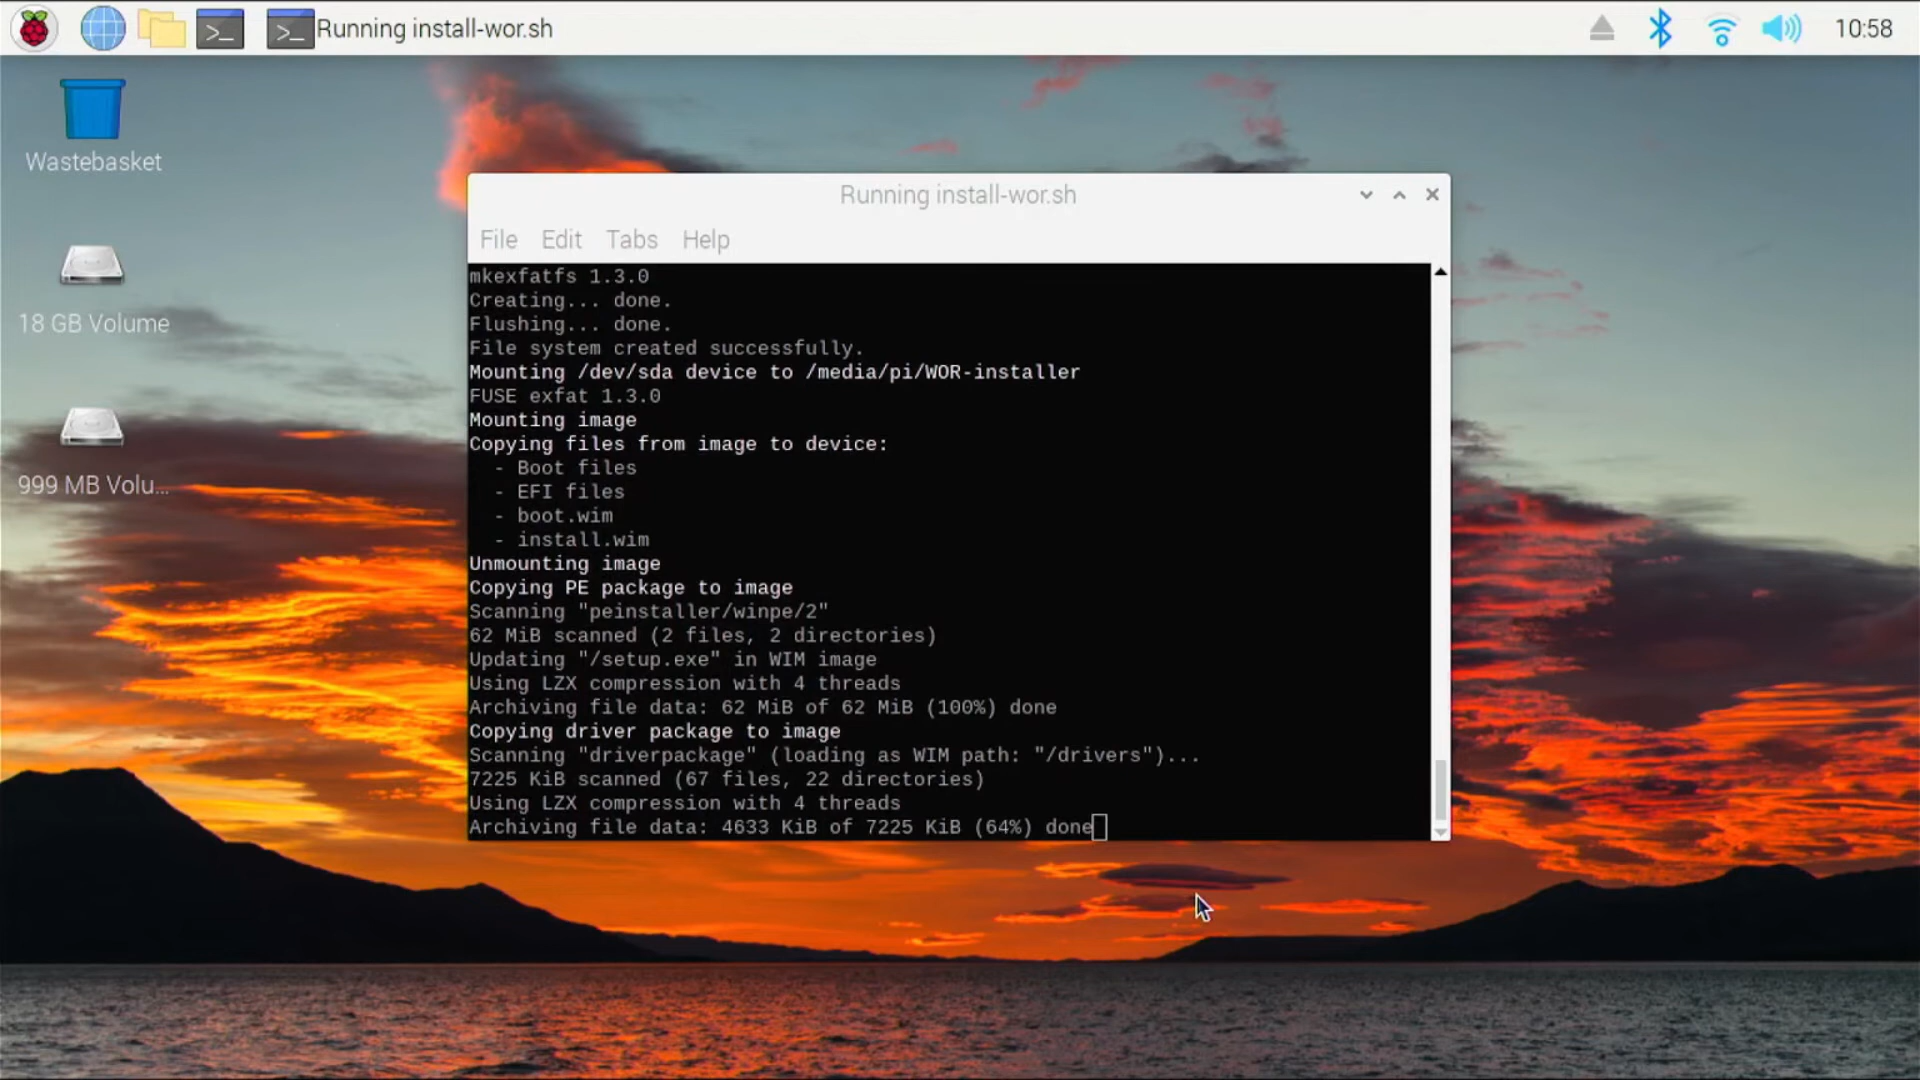 Running install-wor.sh
10:58
Wastebasket
18 GB Volume
999 MB Volu...
Running install-wor.sh
File Edit Tabs Help
mkexfatfs 1.3.0
Creating... done.
Flushing... done.
File system created successfully.
Mounting /dev/sda device to /media/pi/WOR-installer
FUSE exfat 1.3.0
Mounting image
Copying files from image to device:
- Boot files
- EFI files
- boot.wim
- install.wim
Unmounting image
Copying PE package to image
Scanning "peinstaller/winpe/2"
62 MiB scanned (2 files, 2 directories)
Updating "/setup.exe" in WIM image
Using LZX compression with 4 threads
Archiving file data: 62 MiB of 62 MiB (100%) done
Copying driver package to image
Scanning "driverpackage" (loading as WIM path: "/drivers")...
7225 KiB scanned (67 files, 22 directories)
Using LZX compression with 4 threads
Archiving file data: 4633 KiB of 7225 KiB (64%) done